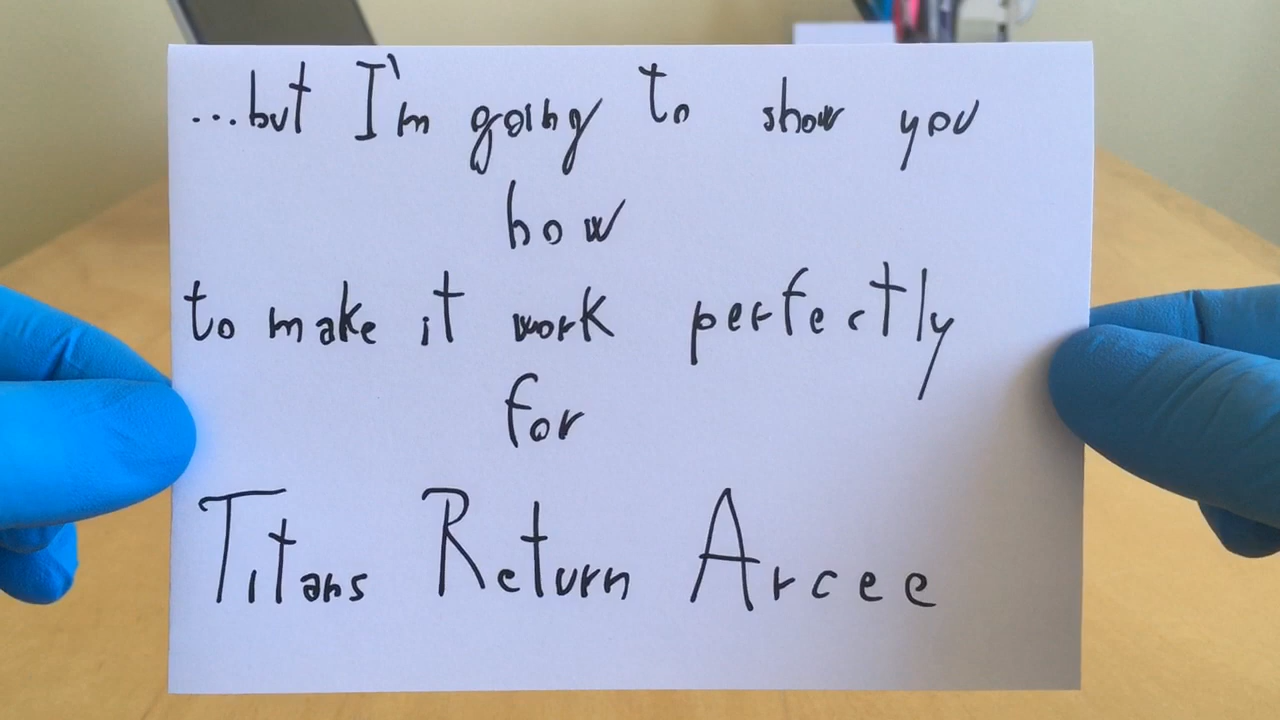 ...but I'm going to show you
how
to make it work perfectly
for
Titans Return Arcee